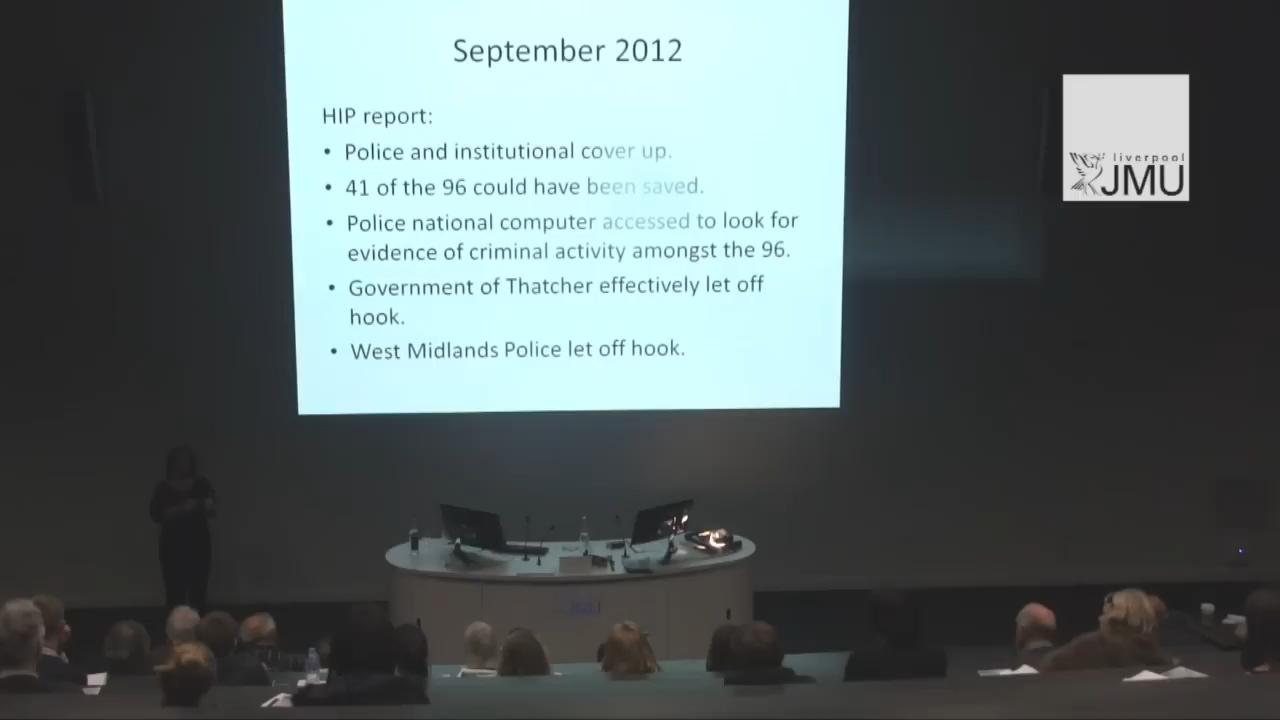 September 2012
HIP report:
• Police and institutional cover up.
• 41 of the 96 could have been saved.
• Police national computer accessed to look for
evidence of criminal activity amongst the 96.
• Government of Thatcher effectively let off
hook.
• West Midlands Police let off hook.
liverpool
JMU